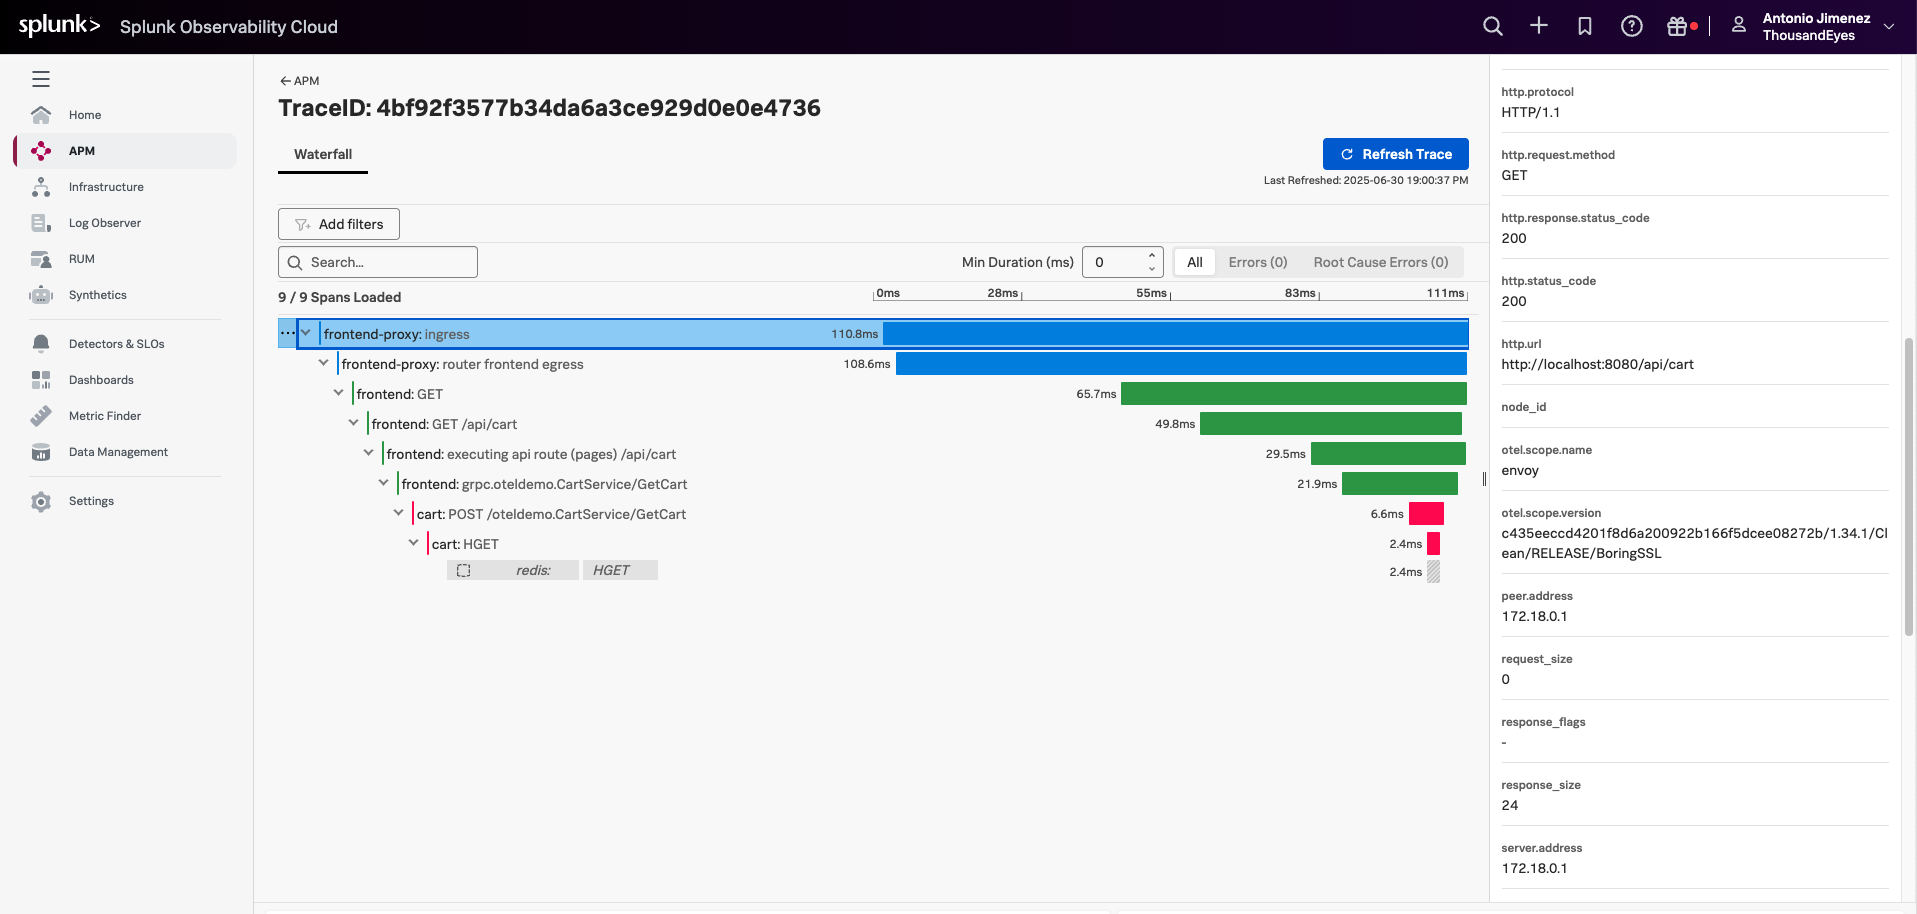 splunk> Splunk Observability Cloud
Antonio Jimenez
ThousandEyes
Home
APM
Infrastructure
Log Observer
RUM
Synthetics
Detectors & SLOs
Dashboards
Metric Finder
Data Management
Settings
APM
TraceID: 4bf92f3577b34da6a3ce929d0e0e4736
Waterfall
Refresh Trace
Last Refreshed: 2025-06-30 19:00:37 PM
Add filters
Search...
Min Duration (ms) 0 All Errors (0) Root Cause Errors (0)
9 / 9 Spans Loaded
0ms 28ms 55ms 83ms 111ms
frontend-proxy: ingress 110.8ms
frontend-proxy: router frontend egress 108.6ms
frontend: GET 65.7ms
frontend: GET /api/cart 49.8ms
frontend: executing api route (pages) /api/cart 29.5ms
frontend: grpc.oteldemo.CartService/GetCart 21.9ms
cart: POST /oteldemo.CartService/GetCart 6.6ms
cart: HGET 2.4ms
redis: HGET 2.4ms
http.protocol
HTTP/1.1
http.request.method
GET
http.response.status_code
200
http.status_code
200
http.url
http://localhost:8080/api/cart
node_id
otel.scope.name
envoy
otel.scope.version
c435eeccd4201f8d6a200922b166f5dcee08272b/1.34.1/Cl
ean/RELEASE/BoringSSL
peer.address
172.18.0.1
request_size
0
response_flags
-
response_size
24
server.address
172.18.0.1